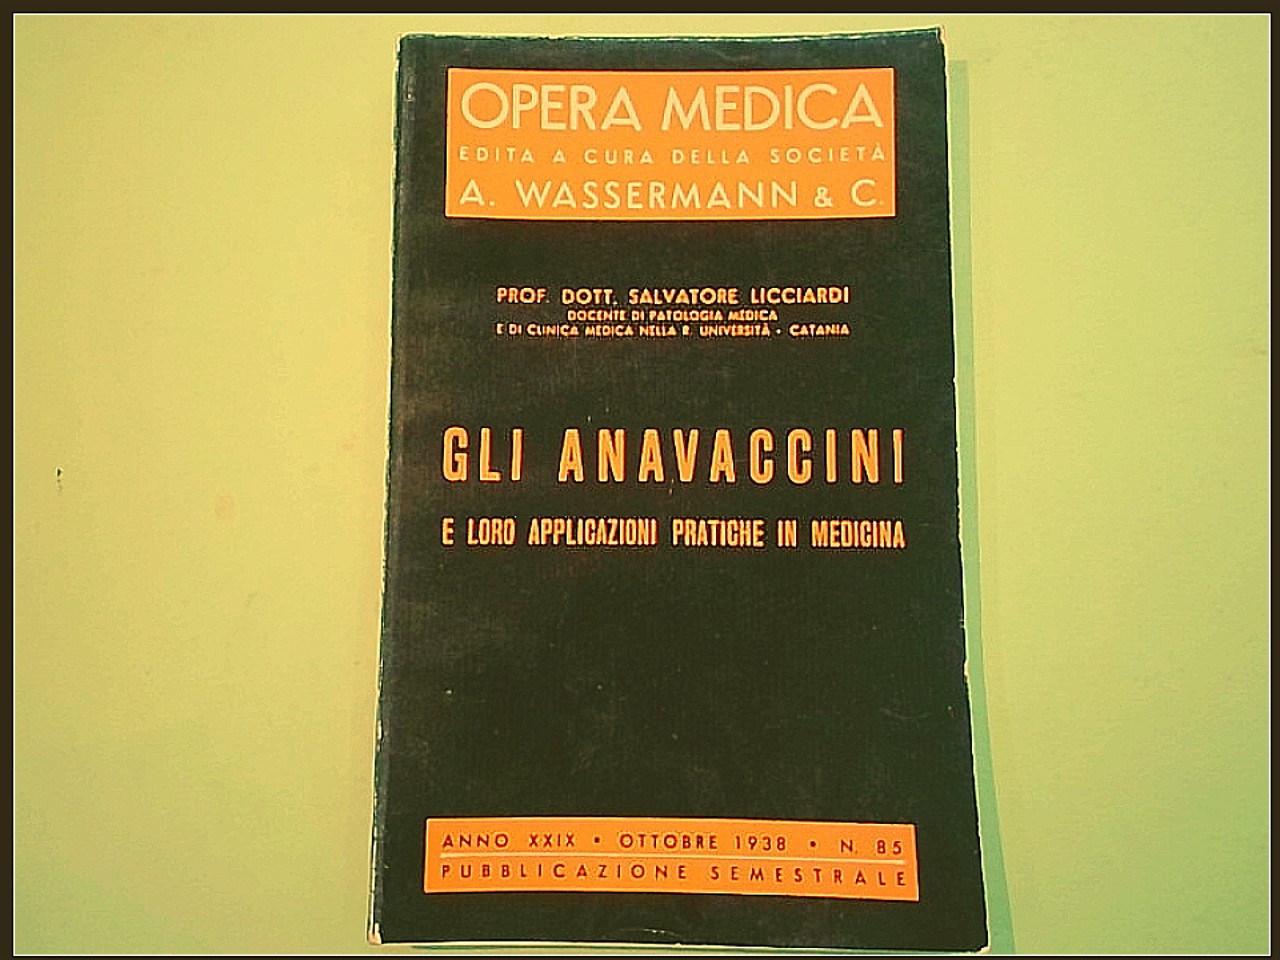 OPERA MEDICA
EDITA A CURA DELLA SOCIETÀ
A. WASSERMANN & C.
PROF. DOTT. SALVATORE LICCIARDI
DOCENTE DI PATOLOGIA MEDICA
E DI CLINICA MEDICA NELLA R. UNIVERSITÀ - CATANIA
GLI ANAVACCINI
E LORO APPLICAZIONI PRATICHE IN MEDICINA
ANNO XXIX • OTTOBRE 1938 • N. 85
PUBBLICAZIONE SEMESTRALE